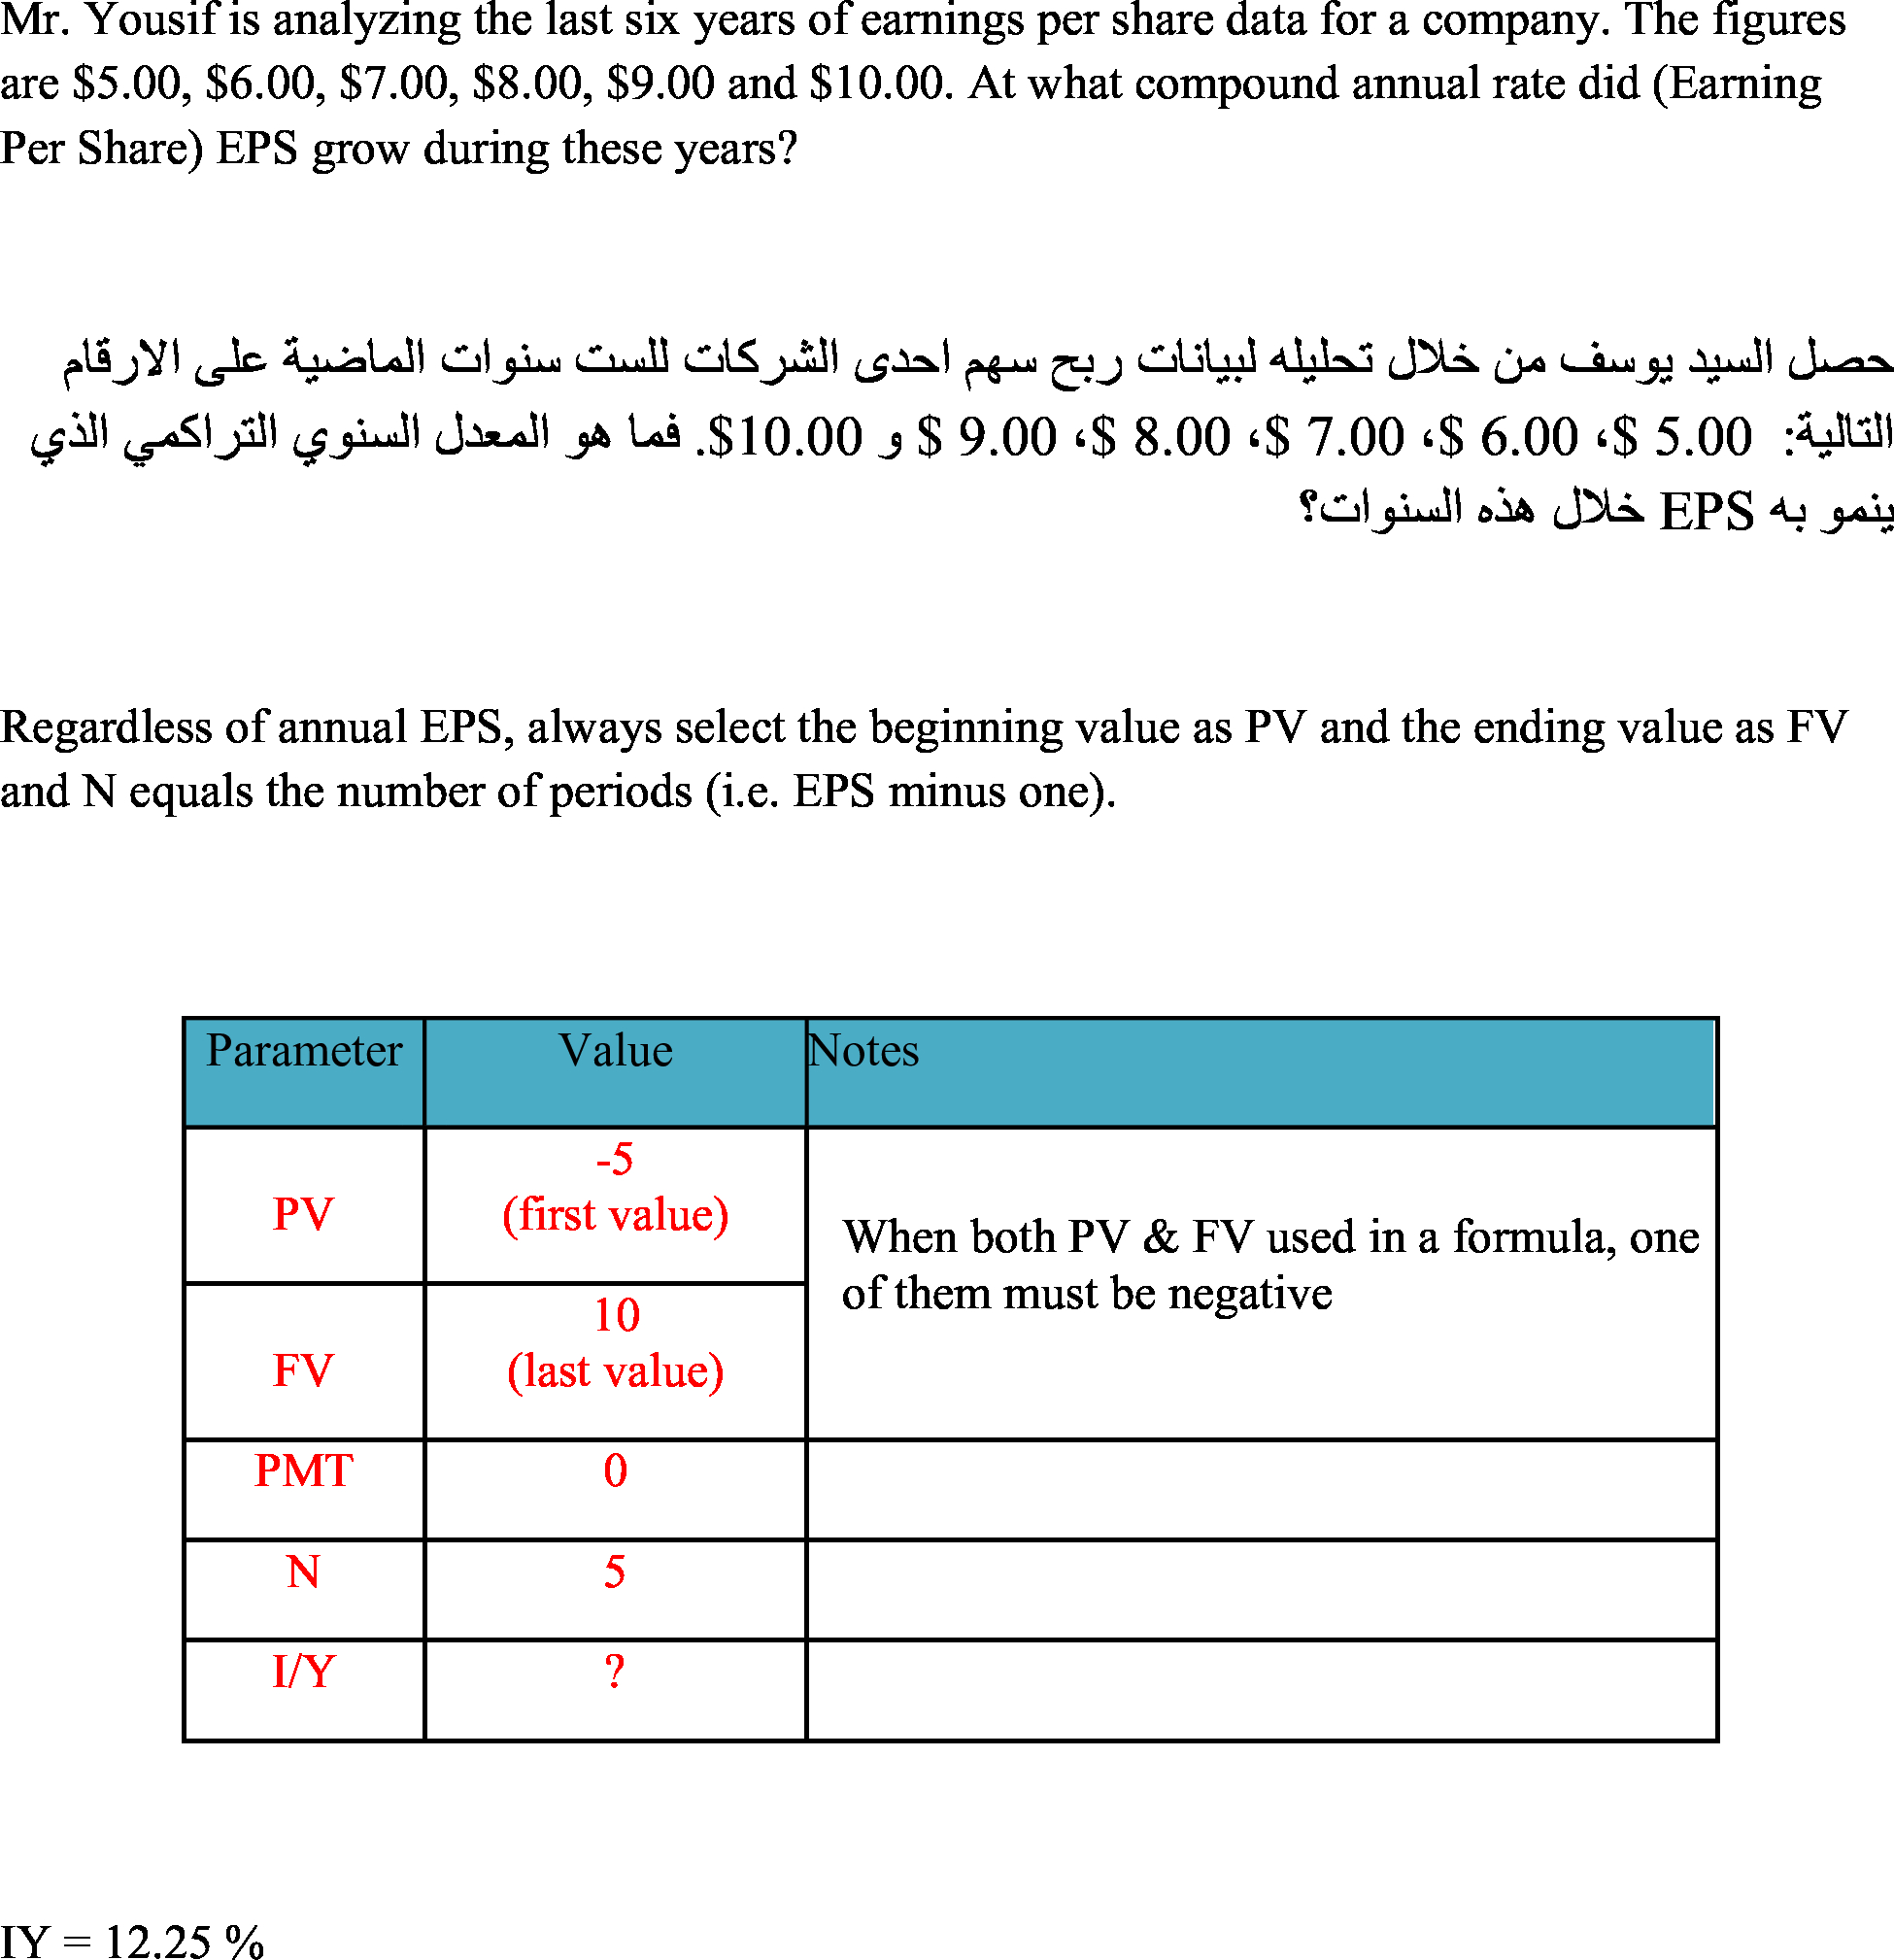 Mr. Yousif is analyzing the last six years of earnings per share data for a company. The figures
are $5.00, $6.00, $7.00, $8.00, $9.00 and $10.00. At what compound annual rate did (Earning
Per Share) EPS grow during these years?
حصل السيد يوسف من خلال تحليله لبيانات ربح سهم احدى الشركات للست سنوات الماضية على الارقام
التالية: 5.00 $، 6.00 $، 7.00 $، 8.00 $، 9.00 $ و 10.00$. فما هو المعدل السنوي التراكمي الذي
ينمو به EPS خلال هذه السنوات؟
Regardless of annual EPS, always select the beginning value as PV and the ending value as FV
and N equals the number of periods (i.e. EPS minus one).
Parameter Value Notes
PV -5
(first value)
When both PV & FV used in a formula, one
of them must be negative
FV 10
(last value)
PMT 0
N 5
I/Y ?
IY = 12.25 %